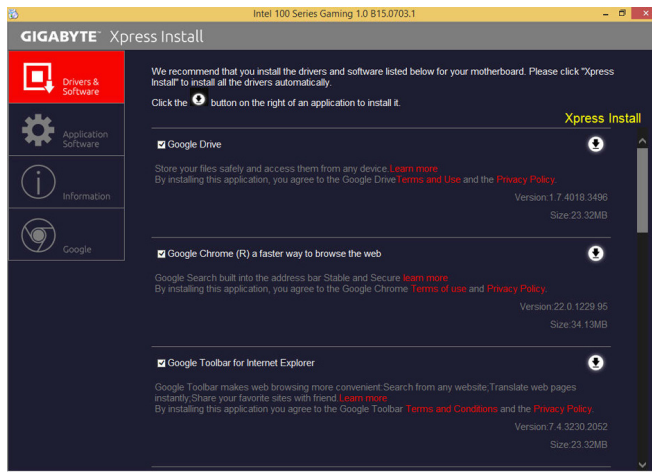 Intel 100 Series Gaming 1.0 B15.0703.1
GIGABYTE™ Xpress Install
Drivers &
Software
Application
Software
Information
Google
We recommend that you install the drivers and software listed below for your motherboard. Please click "Xpress
Install" to install all the drivers automatically.
Click the button on the right of an application to install it.
Xpress Install
Google Drive
Store your files safely and access them from any device.Learn more
By installing this application, you agree to the Google DriveTerms and Use and the Privacy Policy.
Version:1.7.4018.3496
Size:23.32MB
Google Chrome (R) a faster way to browse the web
Google Search built into the address bar Stable and Secure learn more
By installing this application, you agree to the Google Chrome Terms of use and Privacy Policy.
Version:22.0.1229.95
Size:34.13MB
Google Toolbar for Internet Explorer
Google Toolbar makes web browsing more convenient:Search from any website;Translate web pages
instantly;Share your favorite sites with friend.Learn more
By installing this application you agree to the Google Toolbar Terms and Conditions and the Privacy Policy.
Version:7.4.3230.2052
Size:23.32MB